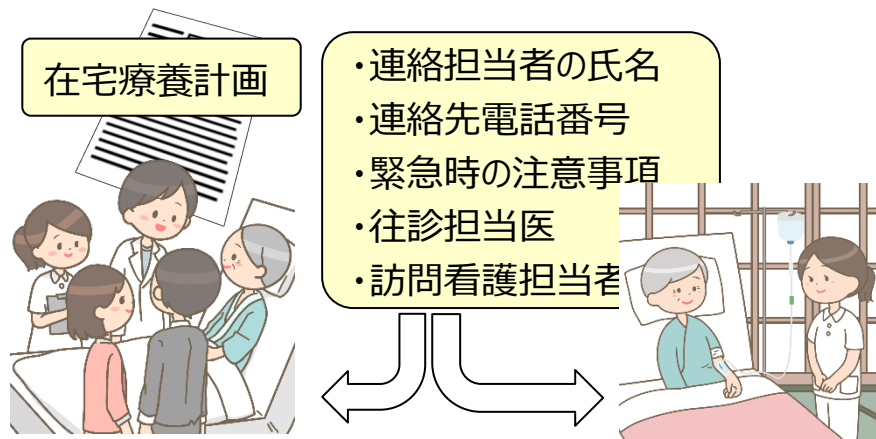 在宅療養計画
・連絡担当者の氏名
・連絡先電話番号
・緊急時の注意事項
・往診担当医
・訪問看護担当者